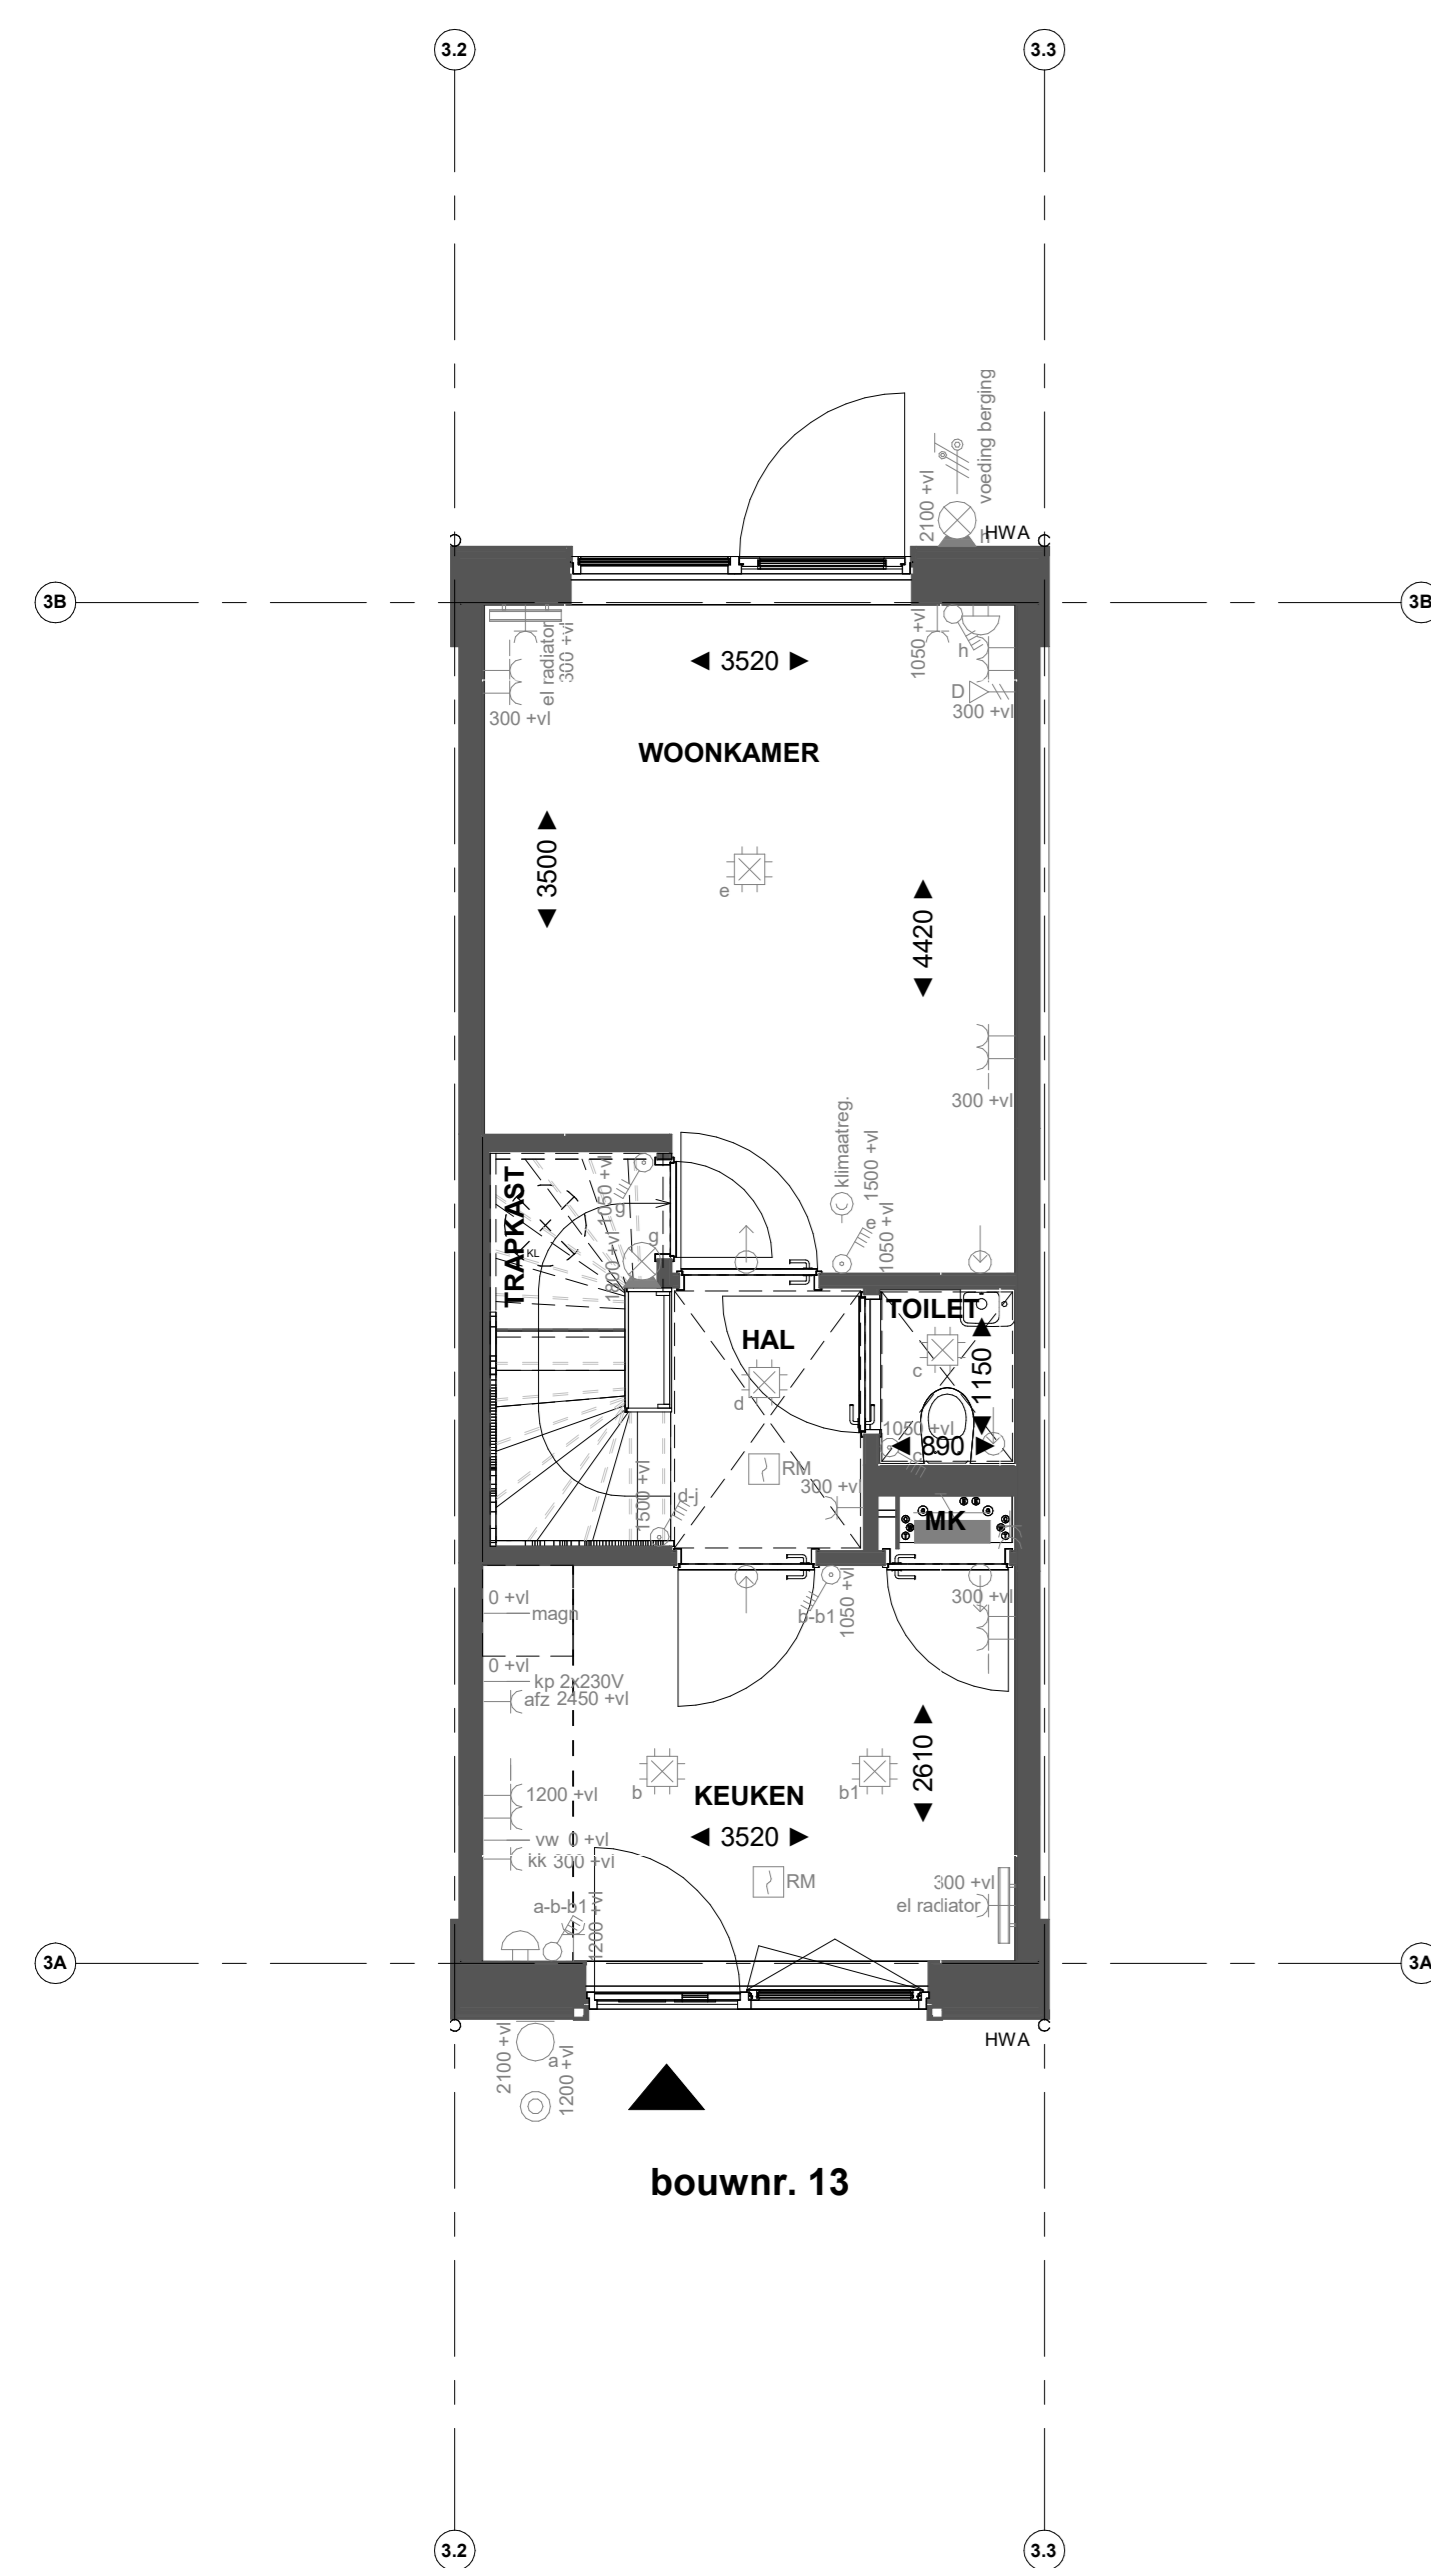 3.2
3.3
voeding berging
2100 +vl
h
HWA
3B
3B
el radiator
300 +vl
1050 +vl
h
3520
D
300 +vl
300 +vl
WOONKAMER
3500
e
4420
300 +vl
klimaatreg.
1500 +vl
TRAPKAST
1050 +vl
g
e
1050 +vl
g
1800 +vl
KL
TOILET
HAL
1150
c
d
1050 +vl
890
c
RM
300 +vl
1500 +vl
d-j
MK
0 +vl
magn
b-b1
1050 +vl
300 +vl
0 +vl
kp 2x230V
afz 2450 +vl
2610
b
b1
1200 +vl
KEUKEN
3520
vw 0 +vl
kk 300 +vl
RM
300 +vl
el radiator
a-b-b1
1200 +vl
3A
3A
HWA
2100 +vl
a
1200 +vl
bouwnr. 13
3.2
3.3